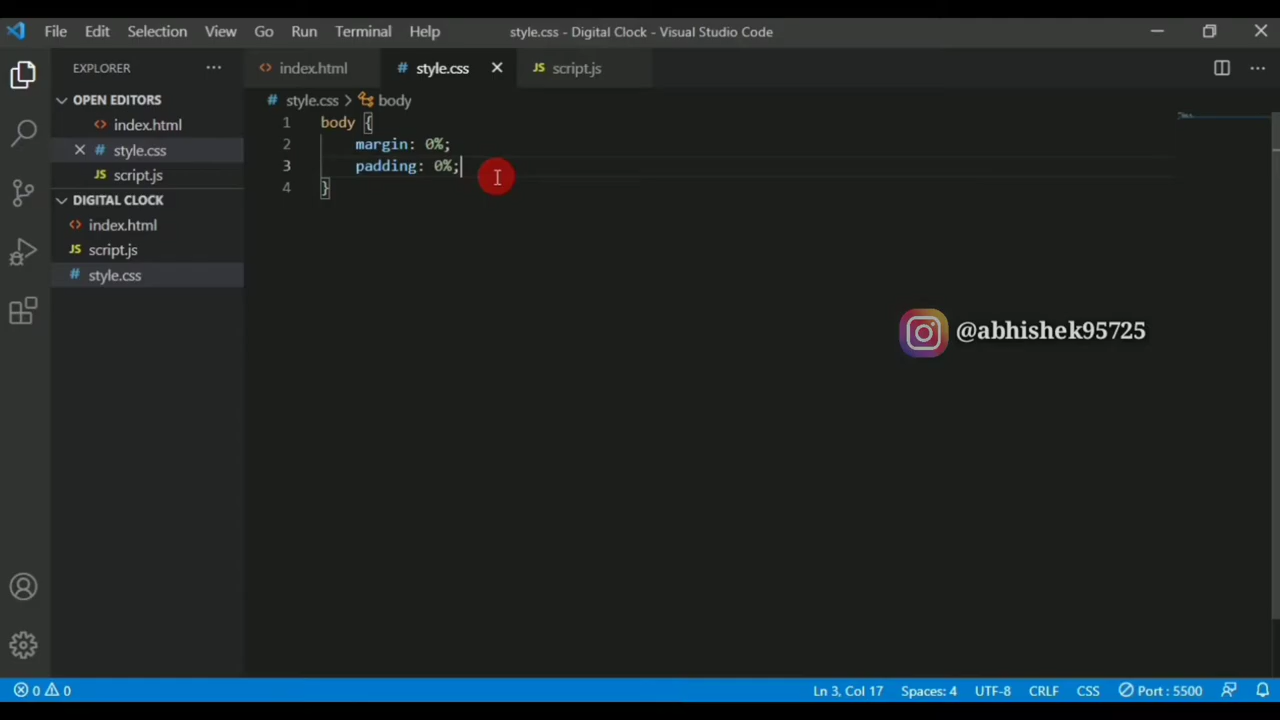 File Edit Selection View Go Run Terminal Help
style.css - Digital Clock - Visual Studio Code
EXPLORER
OPEN EDITORS
index.html
# style.css
JS script.js
DIGITAL CLOCK
index.html
JS script.js
# style.css
index.html
# style.css
JS script.js
# style.css > body
1 body {
2 margin: 0%;
3 padding: 0%;
4 }
@abhishek95725
0 0
Ln 3, Col 17 Spaces: 4 UTF-8 CRLF CSS Port : 5500